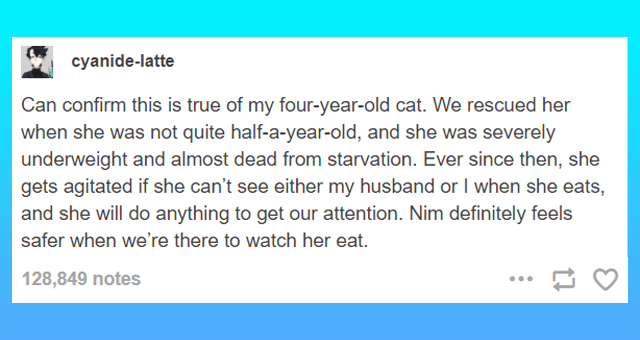 cyanide-latte
Can confirm this is true of my four-year-old cat. We rescued her
when she was not quite half-a-year-old, and she was severely
underweight and almost dead from starvation. Ever since then, she
gets agitated if she can’t see either my husband or I when she eats,
and she will do anything to get our attention. Nim definitely feels
safer when we’re there to watch her eat.
128,849 notes